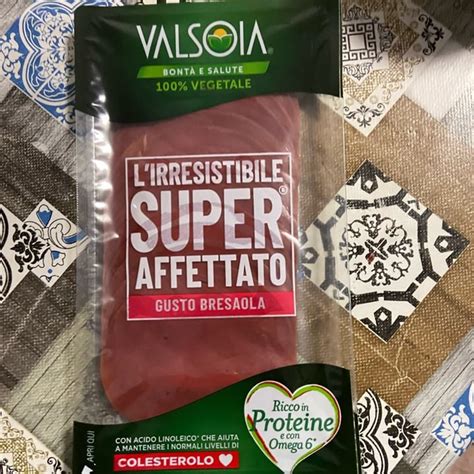 VALSOIA®
BONTÀ E SALUTE
100% VEGETALE
L'IRRESISTIBILE
SUPER®
AFFETTATO
GUSTO BRESAOLA
Ricco in
Proteine
e con
Omega 6*
CON ACIDO LINOLEICO* CHE AIUTA
A MANTENERE I NORMALI LIVELLI DI
COLESTEROLO
APRI QUI